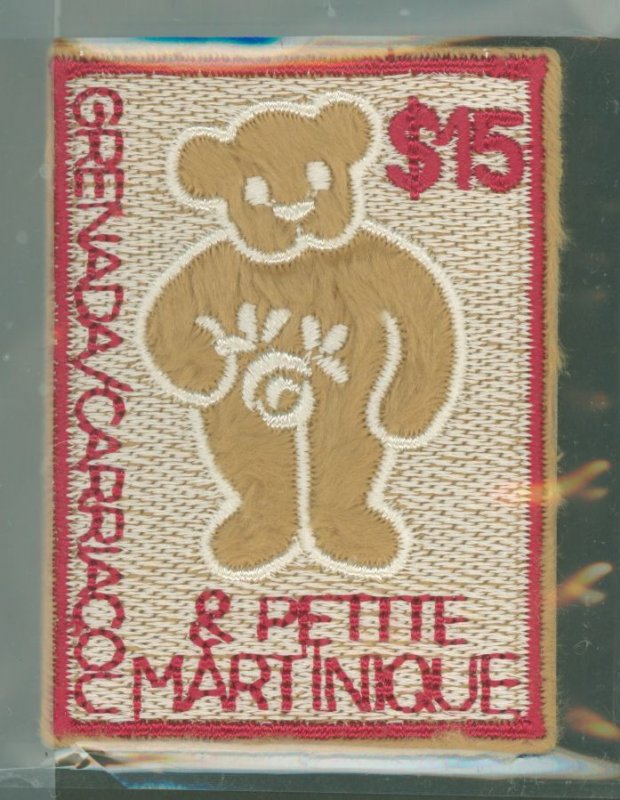 $15
GRENADA/CARRIACOU
& PETITE
MARTINIQUE